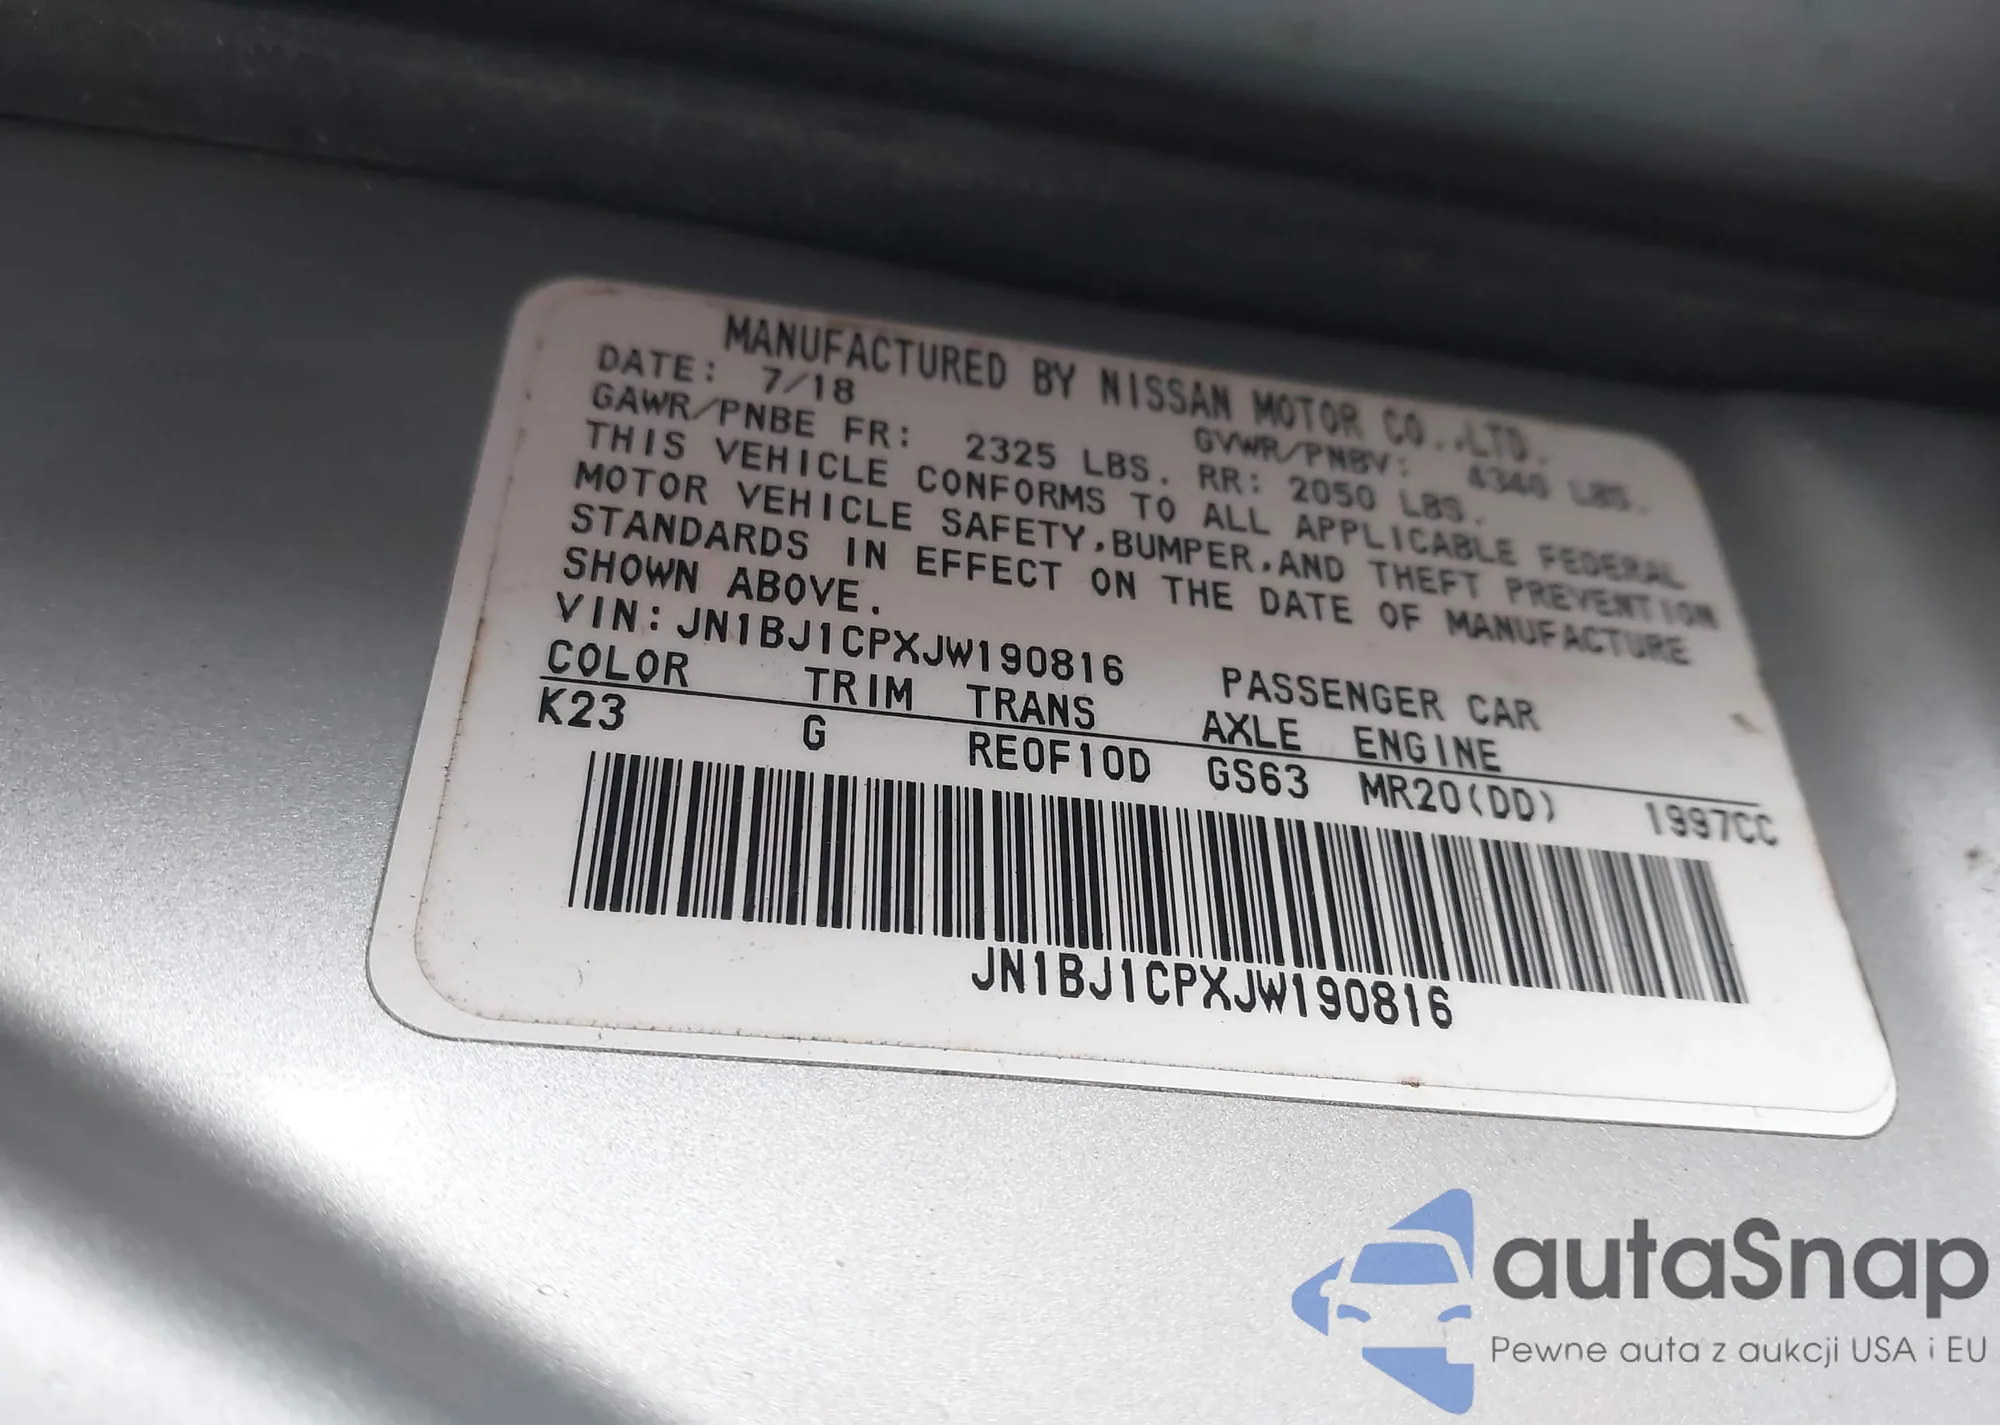 MANUFACTURED BY NISSAN MOTOR CO.,LTD.
DATE: 7/18 GVWR/PNBV: 4340 LBS.
GAWR/PNBE FR: 2325 LBS. RR: 2050 LBS.
THIS VEHICLE CONFORMS TO ALL APPLICABLE FEDERAL
MOTOR VEHICLE SAFETY,BUMPER,AND THEFT PREVENTION
STANDARDS IN EFFECT ON THE DATE OF MANUFACTURE
SHOWN ABOVE.
VIN: JN1BJ1CPXJW190816 PASSENGER CAR
COLOR TRIM TRANS AXLE ENGINE
K23 G RE0F10D GS63 MR20(DD) 1997CC
JN1BJ1CPXJW190816
autaSnap
Pewne auta z aukcji USA i EU